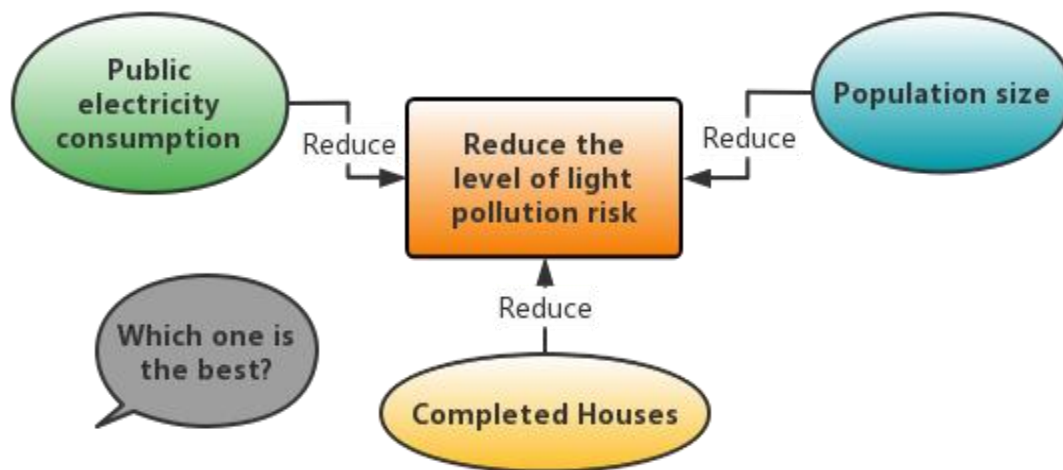 Public
electricity
consumption
Reduce
Reduce the
level of light
pollution risk
Reduce
Population size
Reduce
Which one is
the best?
Completed Houses